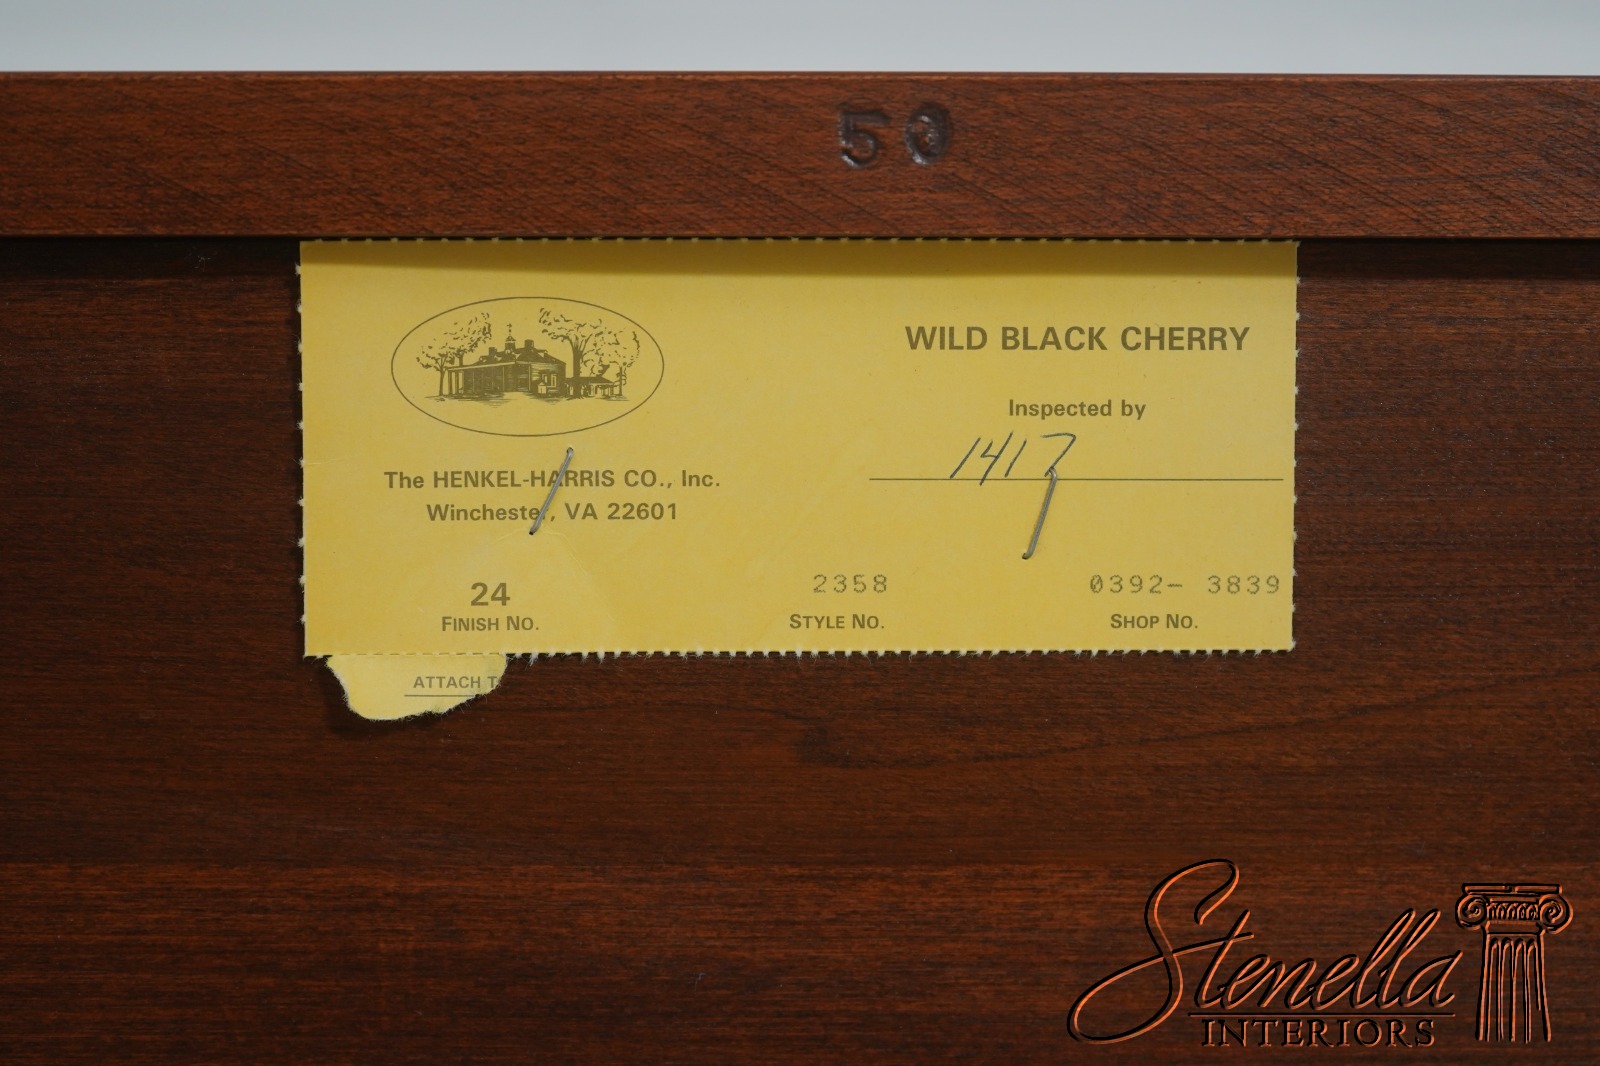 50
WILD BLACK CHERRY
Inspected by
1417
The HENKEL-HARRIS CO., Inc.
Winchester, VA 22601
24 2358 0392- 3839
FINISH NO. STYLE NO. SHOP NO.
ATTACH
Stenella
INTERIORS